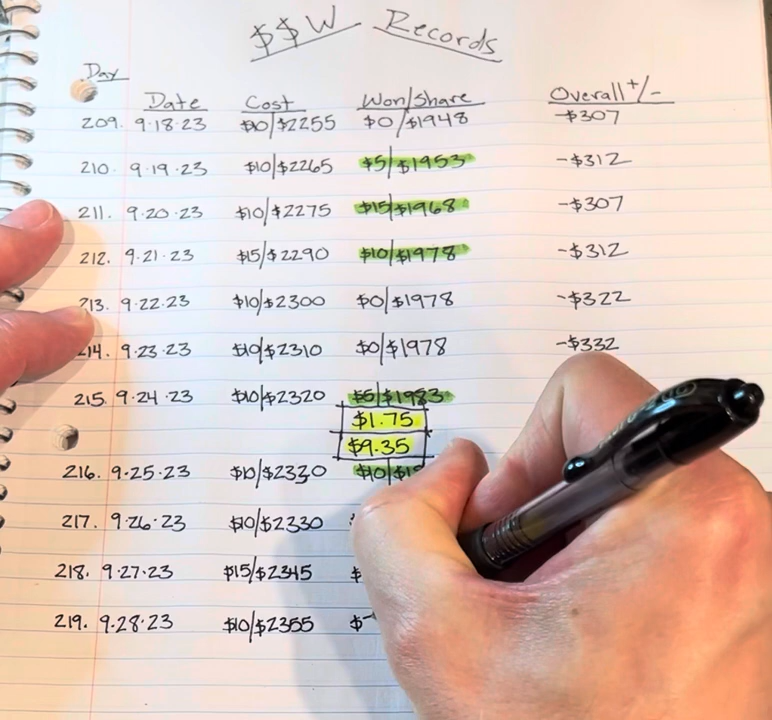 $$W Records
Day
Date Cost Won/Share Overall +/-
209. 9.18.23 $10/$2255 $0/$1948 -$307
210. 9.19.23 $10/$2265 $5/$1953 -$312
211. 9.20.23 $10/$2275 $15/$1968 -$307
212. 9.21.23 $15/$2290 $10/$1978 -$312
213. 9.22.23 $10/$2300 $0/$1978 -$322
214. 9.23.23 $10/$2310 $0/$1978 -$332
215. 9.24.23 $10/$2320 $5/$1983
$1.75
$9.35
216. 9.25.23 $10/$2330 $10/$19
217. 9.26.23 $10/$2330 $
218. 9.27.23 $15/$2345 $
219. 9.28.23 $10/$2355 $